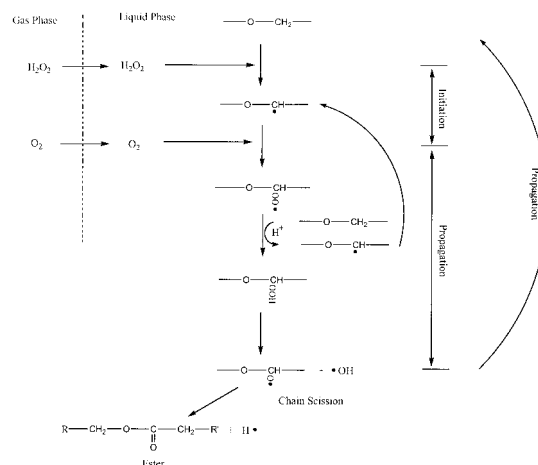 Gas Phase
Liquid Phase
—O—CH₂—
H₂O₂ → H₂O₂
Initiation
—O—CH—
•
O₂ → O₂
Propagation
—O—CH—
OO
•
H⁺
—O—CH₂—
—O—CH—
•
Propagation
—O—CH—
OOH
—O—CH—
O
•
•OH
Chain Scission
R—CH₂—O—C—CH₂—R' H•
O
Ester